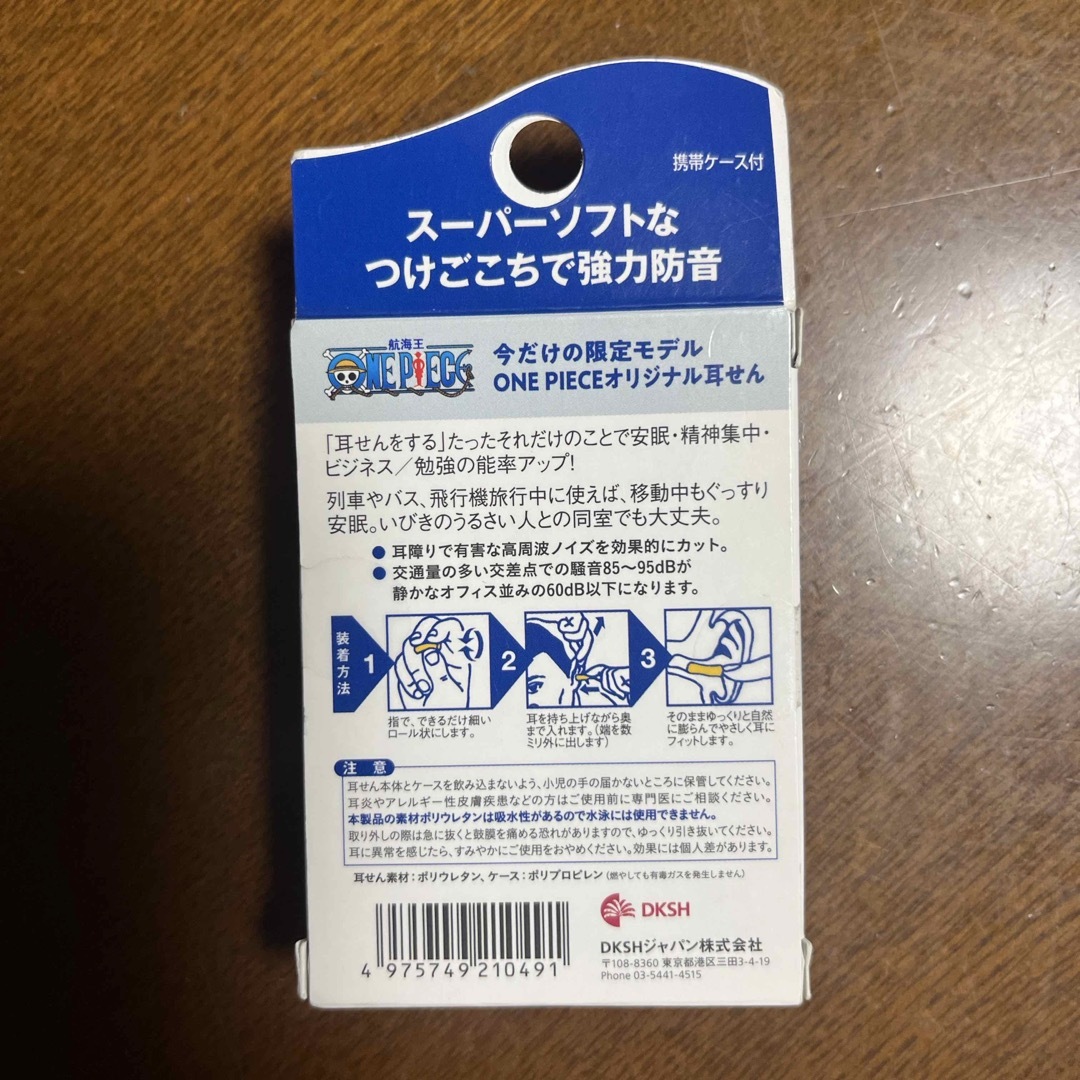 携帯ケース付
スーパーソフトな
つけごこちで強力防音
航海王
ONE PIECE
今だけの限定モデル
ONE PIECEオリジナル耳せん
「耳せんをする」たったそれだけのことで安眠・精神集中・
ビジネス／勉強の能率アップ!
列車やバス、飛行機旅行中に使えば、移動中もぐっすり
安眠。いびきのうるさい人との同室でも大丈夫。
● 耳障りで有害な高周波ノイズを効果的にカット。
● 交通量の多い交差点での騒音85〜95dBが
静かなオフィス並みの60dB以下になります。
装着方法
1
2
3
指で、できるだけ細い
ロール状にします。
耳を持ち上げながら奥
まで入れます。(端を数
ミリ外に出します)
そのままゆっくりと自然
に膨らんでやさしく耳に
フィットします。
注意
耳せん本体とケースを飲み込まないよう、小児の手の届かないところに保管してください。
耳炎やアレルギー性皮膚疾患などの方はご使用前に専門医にご相談ください。
本製品の素材ポリウレタンは吸水性があるので水泳には使用できません。
取り外しの際は急に抜くと鼓膜を痛める恐れがありますので、ゆっくり引き抜いてください。
耳に異常を感じたら、すみやかにご使用をおやめください。効果には個人差があります。
耳せん素材：ポリウレタン、ケース：ポリプロピレン（燃やしても有毒ガスを発生しません）
4 975749 210491
DKSH
DKSHジャパン株式会社
〒108-8360 東京都港区三田3-4-19
Phone 03-5441-4515